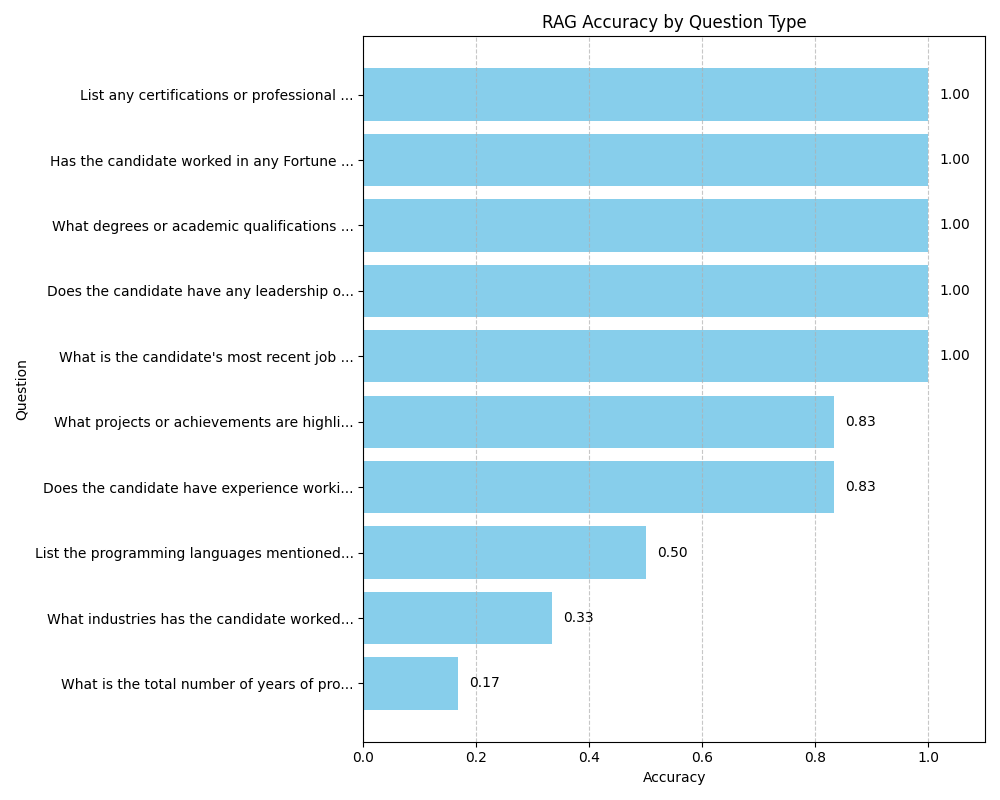 RAG Accuracy by Question Type
List any certifications or professional ...
1.00
Has the candidate worked in any Fortune ...
1.00
What degrees or academic qualifications ...
1.00
Does the candidate have any leadership o...
1.00
What is the candidate's most recent job ...
1.00
What projects or achievements are highli...
0.83
Does the candidate have experience worki...
0.83
List the programming languages mentioned...
0.50
What industries has the candidate worked...
0.33
What is the total number of years of pro...
0.17
Question
0.0 0.2 0.4 0.6 0.8 1.0
Accuracy